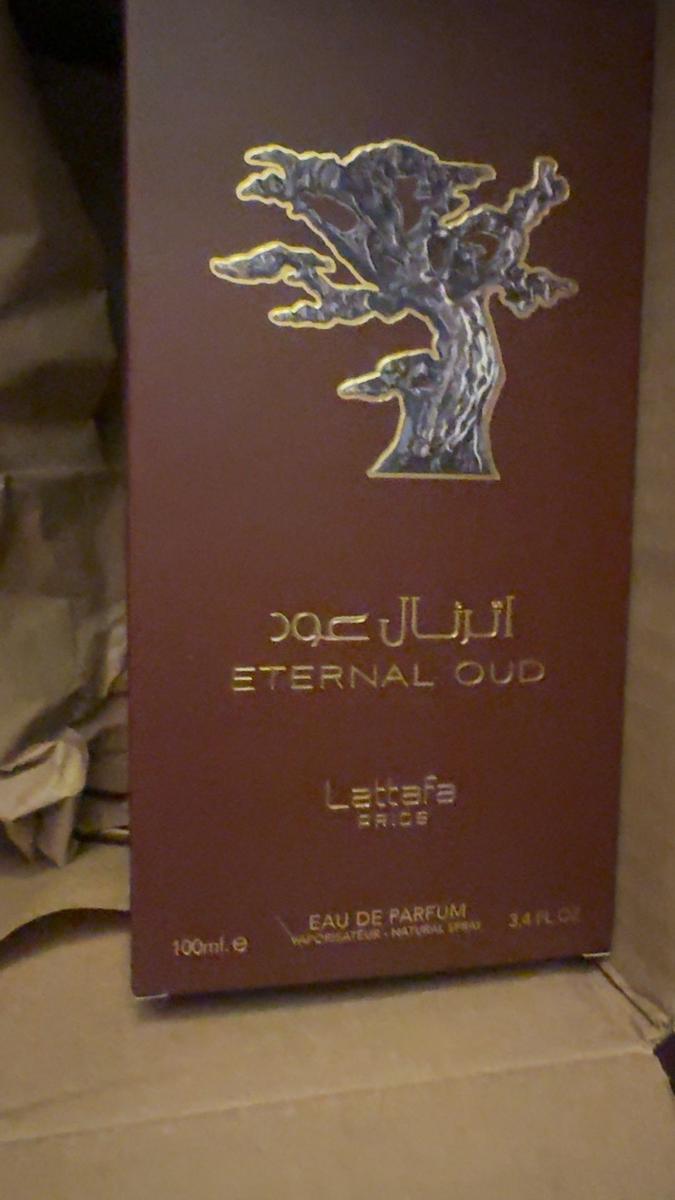 اترنال عود
ETERNAL OUD
Lattafa
PRIDE
100ml. e
EAU DE PARFUM
VAPORISATEUR - NATURAL SPRAY
3.4 FL.OZ